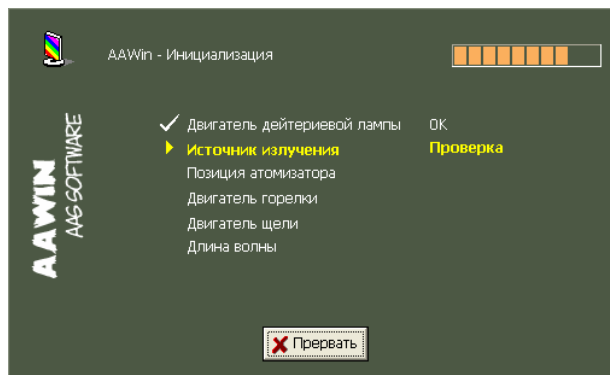 AAWin - Инициализация
Двигатель дейтериевой лампы OK
Источник излучения Проверка
Позиция атомизатора
Двигатель горелки
Двигатель щели
Длина волны
AAWIN
AAS SOFTWARE
Прервать